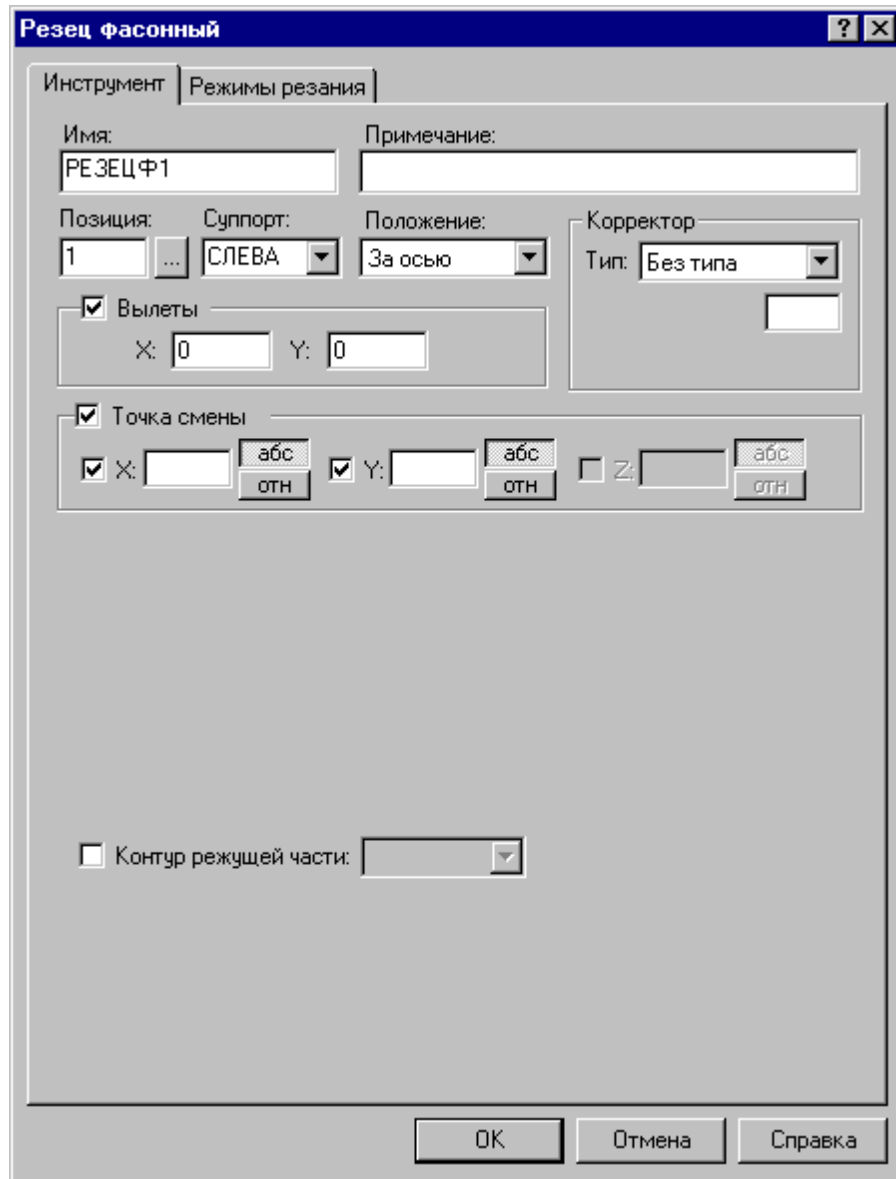 Резец фасонный
Инструмент Режимы резания
Имя: Примечание:
РЕЗЕЦФ1
Позиция: Суппорт: Положение: Корректор
1 ... СЛЕВА За осью Тип: Без типа
Вылеты
X: 0 Y: 0
Точка смены
X: абс Y: абс Z: абс
отн отн отн
Контур режущей части:
OK Отмена Справка